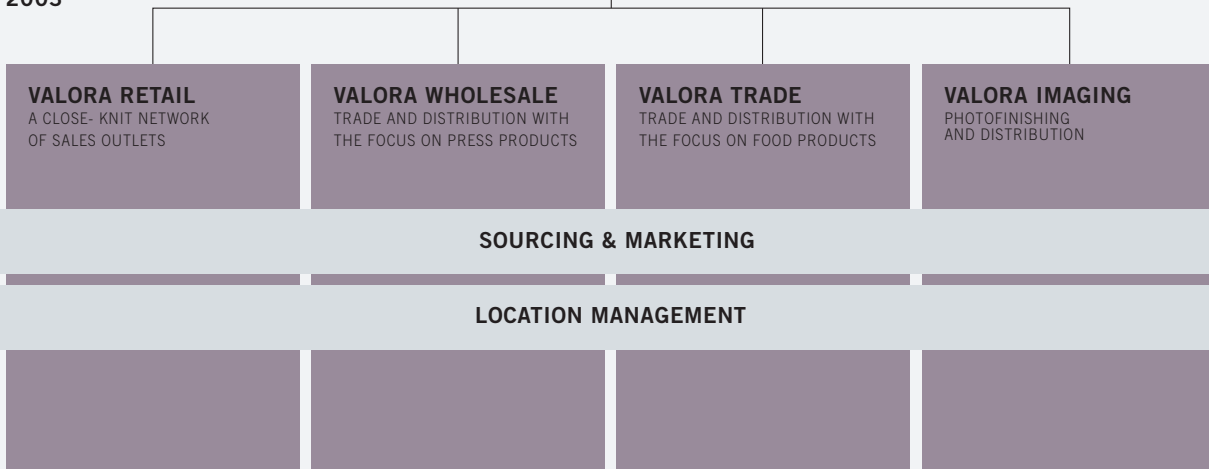 VALORA RETAIL
A CLOSE- KNIT NETWORK
OF SALES OUTLETS
VALORA WHOLESALE
TRADE AND DISTRIBUTION WITH
THE FOCUS ON PRESS PRODUCTS
VALORA TRADE
TRADE AND DISTRIBUTION WITH
THE FOCUS ON FOOD PRODUCTS
VALORA IMAGING
PHOTOFINISHING
AND DISTRIBUTION
SOURCING & MARKETING
LOCATION MANAGEMENT